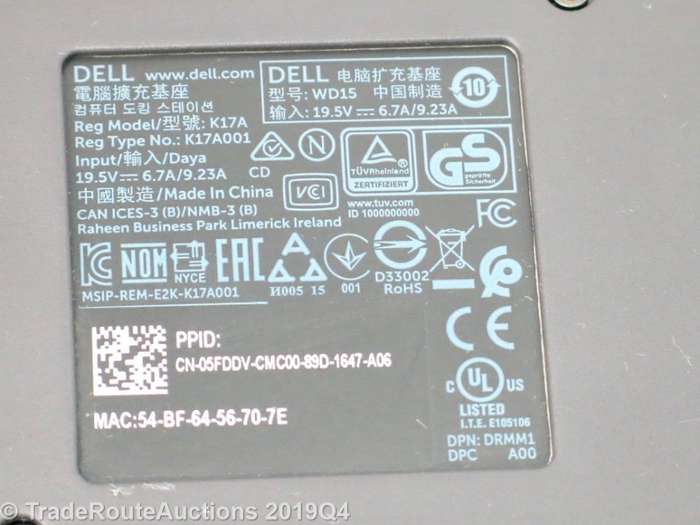 DELL www.dell.com
電腦擴充基座
컴퓨터 도킹 스테이션
Reg Model/型號: K17A
Reg Type No.: K17A001
Input/輸入/Daya
19.5V⎓6.7A/9.23A
中國製造/Made In China
CAN ICES-3 (B)/NMB-3 (B)
Raheen Business Park Limerick Ireland
DELL 电脑扩充基座
型号: WD15 中国制造
输入: 19.5V⎓6.7A/9.23A
10
CD
N
VCI
TÜVRheinland
ZERTIFIZIERT
www.tuv.com
ID 1000000000
GS
geprüfte
Sicherheit
FC
NOM
NYCE
EAC
MSIP-REM-E2K-K17A001
И005 15
001
D33002
RoHS
CE
C UL US
LISTED
I.T.E. E105106
PPID:
CN-05FDDV-CMC00-89D-1647-A06
MAC:54-BF-64-56-70-7E
DPN: DRMM1
DPC A00
© TradeRouteAuctions 2019Q4